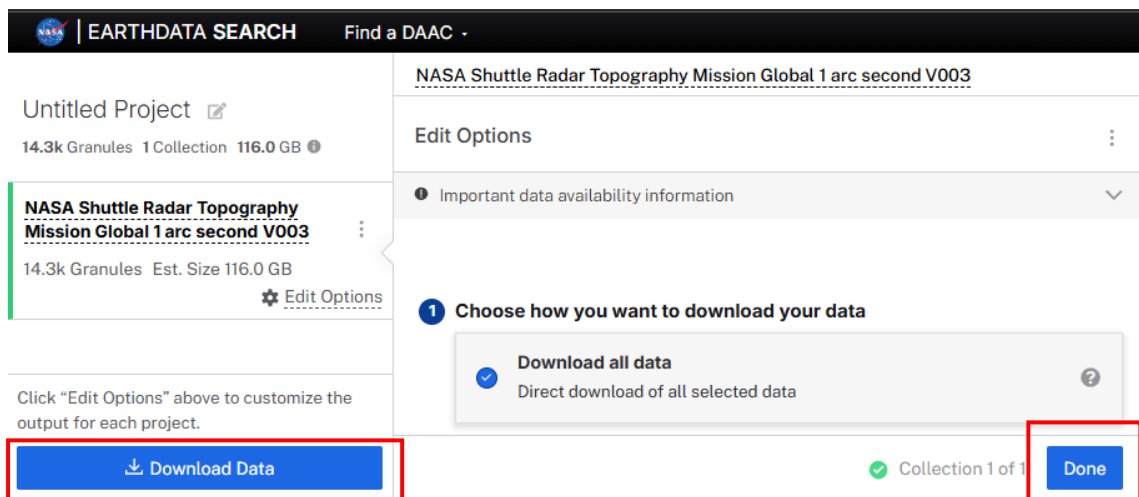 NASA
EARTHDATA SEARCH
Find a DAAC
Untitled Project
14.3k Granules 1 Collection 116.0 GB
NASA Shuttle Radar Topography
Mission Global 1 arc second V003
14.3k Granules Est. Size 116.0 GB
Edit Options
Click “Edit Options” above to customize the
output for each project.
Download Data
NASA Shuttle Radar Topography Mission Global 1 arc second V003
Edit Options
Important data availability information
1 Choose how you want to download your data
Download all data
Direct download of all selected data
Collection 1 of 1
Done